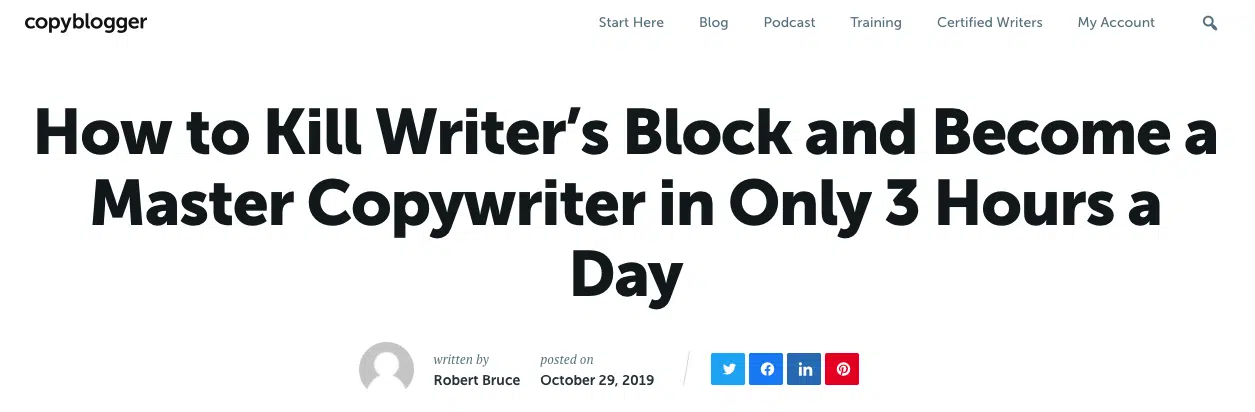 copyblogger
Start Here Blog Podcast Training Certified Writers My Account
How to Kill Writer’s Block and Become a
Master Copywriter in Only 3 Hours a
Day
written by posted on
Robert Bruce October 29, 2019